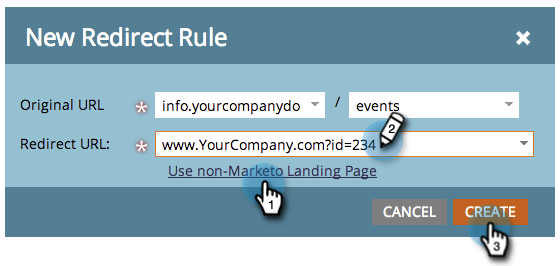 New Redirect Rule
Original URL * info.yourcompanydo / events
Redirect URL: * www.YourCompany.com?id=234
2
Use non-Marketo Landing Page
1
CANCEL CREATE
3